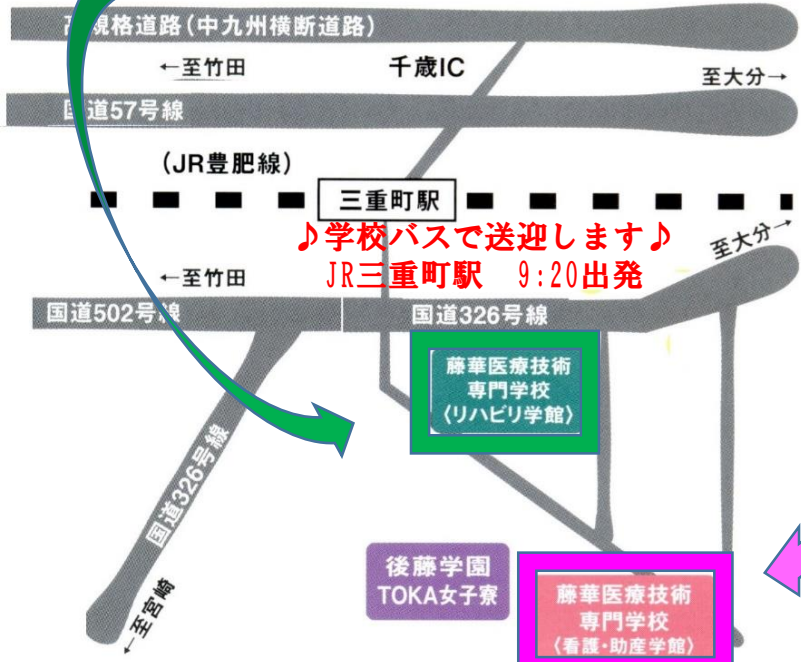 高規格道路(中九州横断道路)
←至竹田
千歳IC
至大分→
国道57号線
(JR豊肥線)
三重町駅
♪学校バスで送迎します♪
JR三重町駅 9:20出発
至大分→
←至竹田
国道502号線
国道326号線
藤華医療技術
専門学校
〈リハビリ学館〉
国道326号線
←至宮崎
後藤学園
TOKA女子寮
藤華医療技術
専門学校
〈看護・助産学館〉